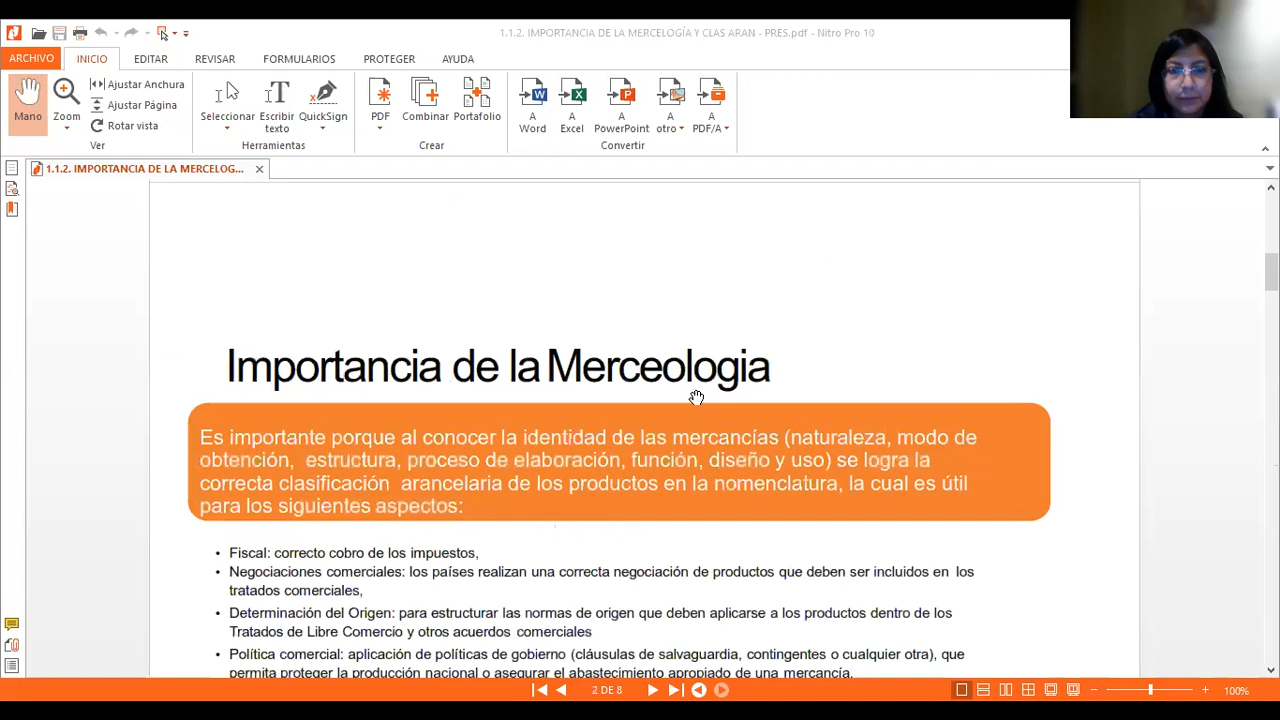 1.1.2. IMPORTANCIA DE LA MERCELOGÍA Y CLAS ARAN - PRES.pdf - Nitro Pro 10
ARCHIVO INICIO EDITAR REVISAR FORMULARIOS PROTEGER AYUDA
Mano
Zoom
Ajustar Anchura
Ajustar Página
Rotar vista
Ver
Seleccionar
Escribir
texto
QuickSign
Herramientas
PDF
Combinar
Portafolio
Crear
A
Word
A
Excel
A
PowerPoint
A
otro
A
PDF/A
Convertir
1.1.2. IMPORTANCIA DE LA MERCELOG...
Importancia de la Merceologia
Es importante porque al conocer la identidad de las mercancías (naturaleza, modo de
obtención, estructura, proceso de elaboración, función, diseño y uso) se logra la
correcta clasificación arancelaria de los productos en la nomenclatura, la cual es útil
para los siguientes aspectos:
• Fiscal: correcto cobro de los impuestos,
• Negociaciones comerciales: los países realizan una correcta negociación de productos que deben ser incluidos en los
tratados comerciales,
• Determinación del Origen: para estructurar las normas de origen que deben aplicarse a los productos dentro de los
Tratados de Libre Comercio y otros acuerdos comerciales
• Política comercial: aplicación de políticas de gobierno (cláusulas de salvaguardia, contingentes o cualquier otra), que
permita proteger la producción nacional o asegurar el abastecimiento apropiado de una mercancía.
2 DE 8
100%